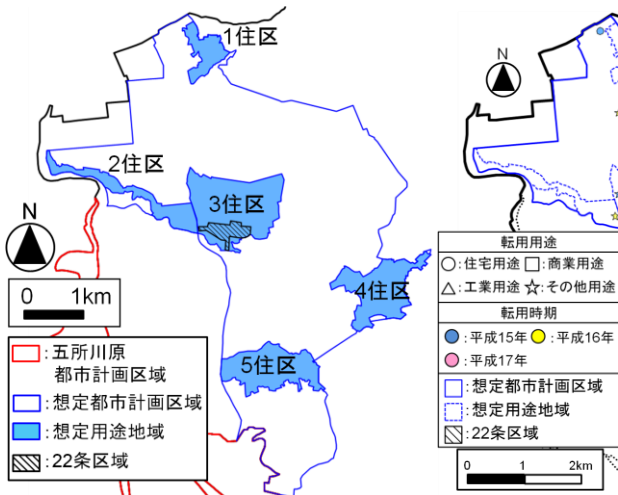 1住区
2住区
3住区
4住区
5住区
N
0 1km
:五所川原
都市計画区域
:想定都市計画区域
:想定用途地域
:22条区域
N
転用用途
○:住宅用途 □:商業用途
△:工業用途 ☆:その他用途
転用時期
:平成15年 :平成16年
:平成17年
:想定都市計画区域
:想定用途地域
:22条区域
0 1 2km